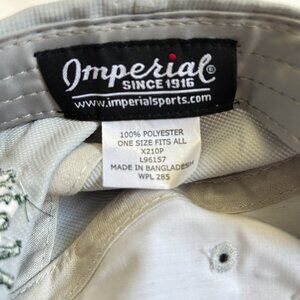 Imperial®
SINCE 1916
www.imperialsports.com
100% POLYESTER
ONE SIZE FITS ALL
X210P
L96157
MADE IN BANGLADESH
WPL 285